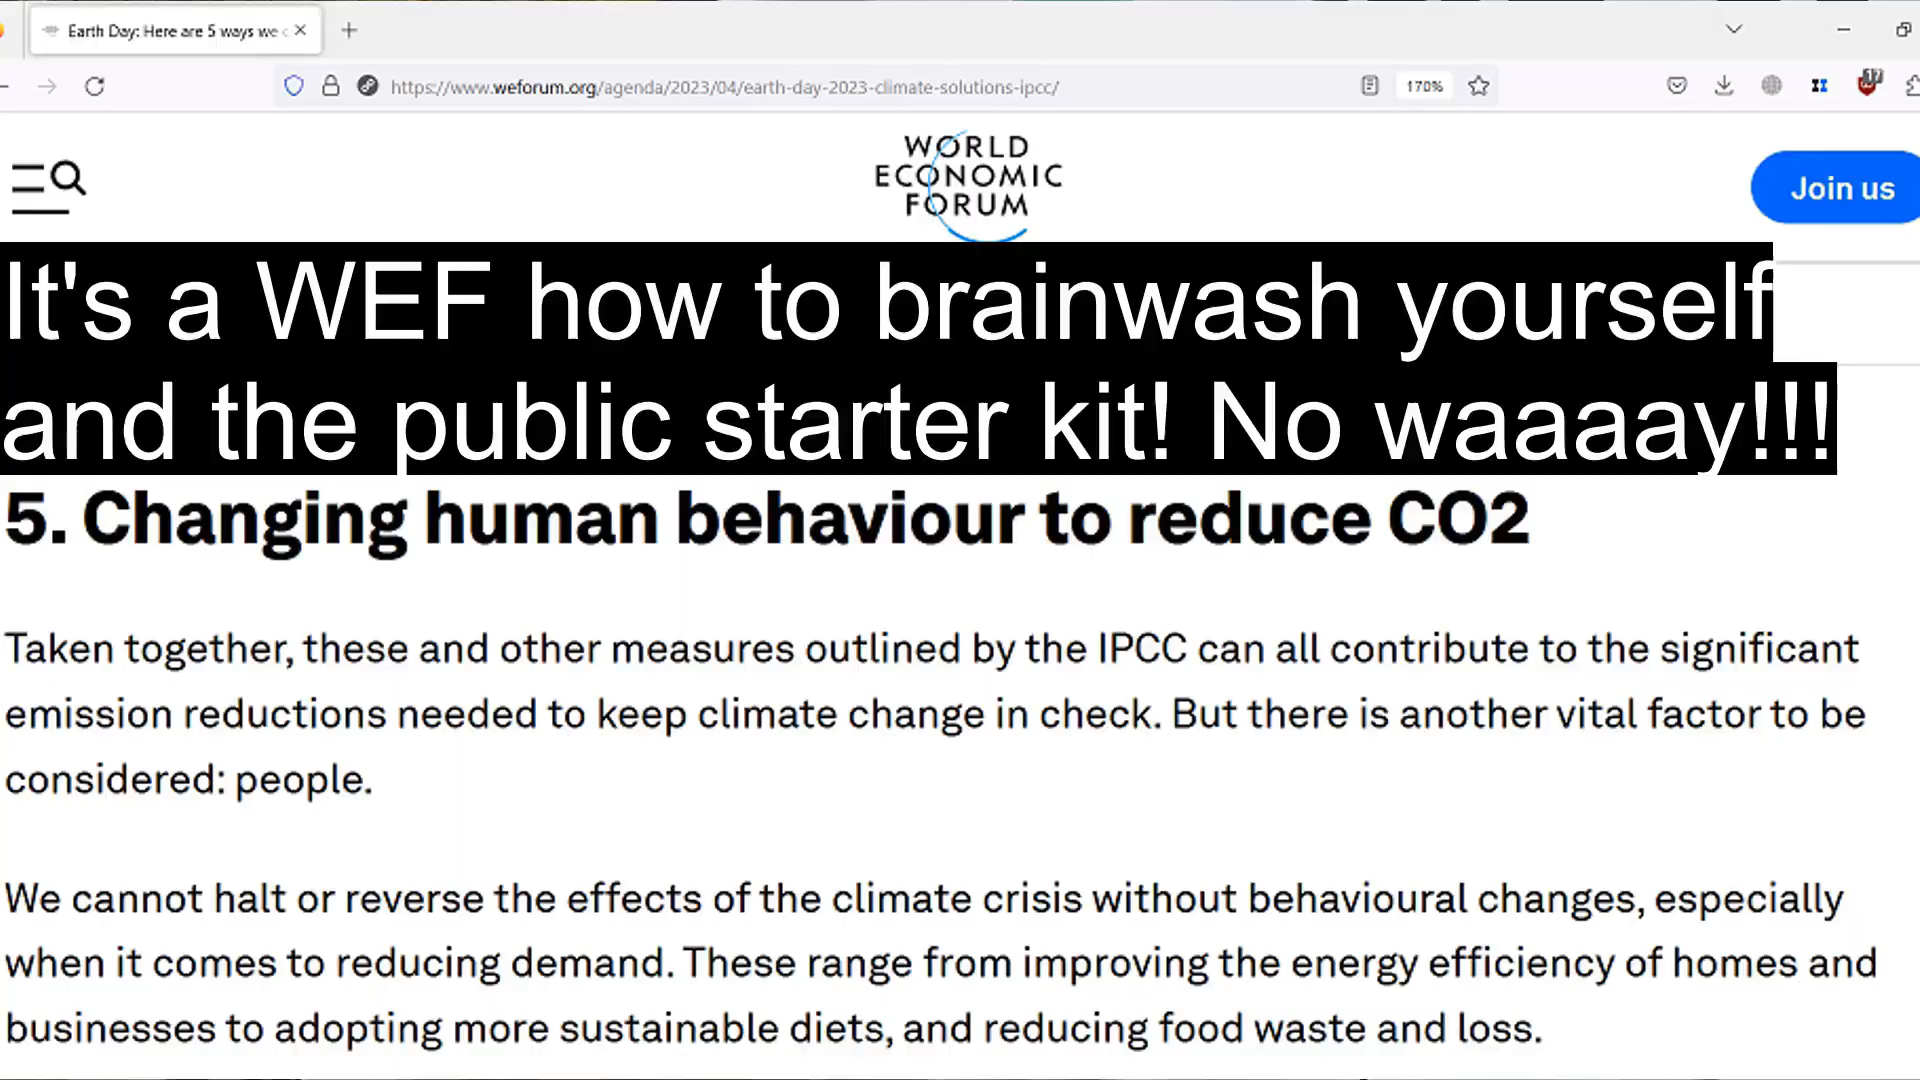 Earth Day: Here are 5 ways we c
https://www.weforum.org/agenda/2023/04/earth-day-2023-climate-solutions-ipcc/
170%
17
WORLD
ECONOMIC
FORUM
Join us
It's a WEF how to brainwash yourself
and the public starter kit! No waaaay!!!
5. Changing human behaviour to reduce CO2
Taken together, these and other measures outlined by the IPCC can all contribute to the significant
emission reductions needed to keep climate change in check. But there is another vital factor to be
considered: people.
We cannot halt or reverse the effects of the climate crisis without behavioural changes, especially
when it comes to reducing demand. These range from improving the energy efficiency of homes and
businesses to adopting more sustainable diets, and reducing food waste and loss.